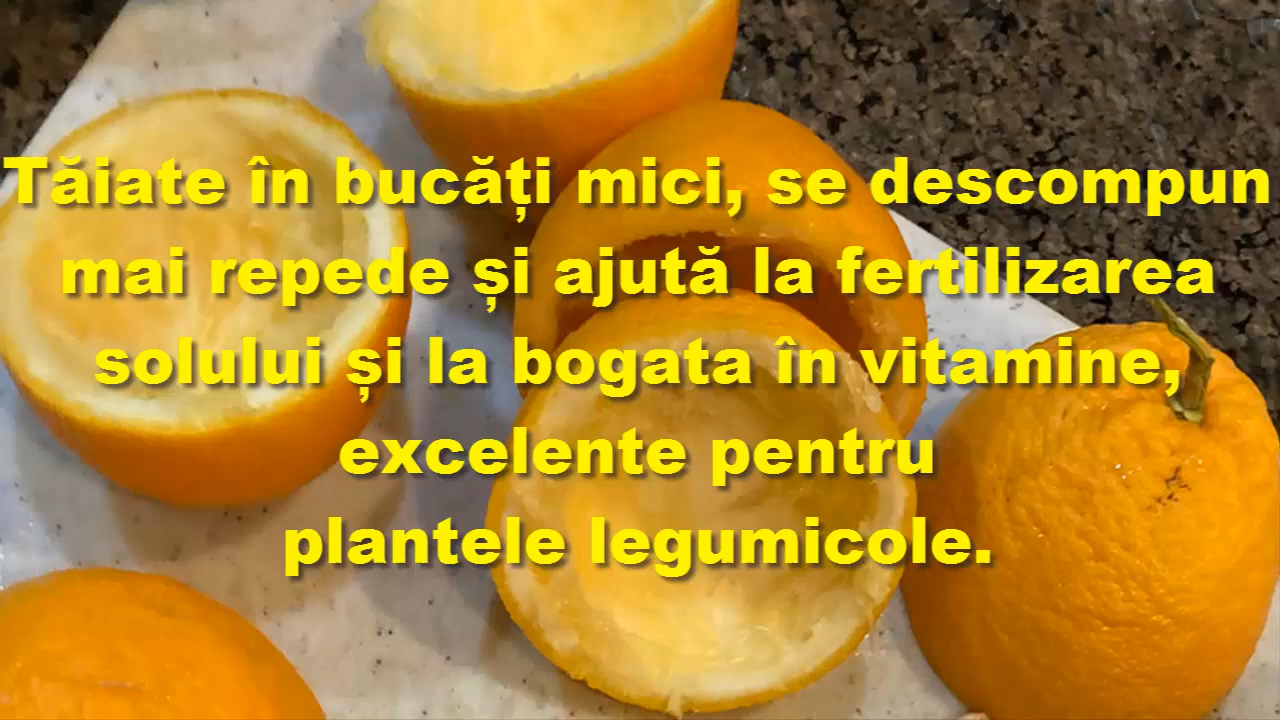 Tăiate în bucăți mici, se descompun
mai repede și ajută la fertilizarea
solului și la bogata în vitamine,
excelente pentru
plantele legumicole.